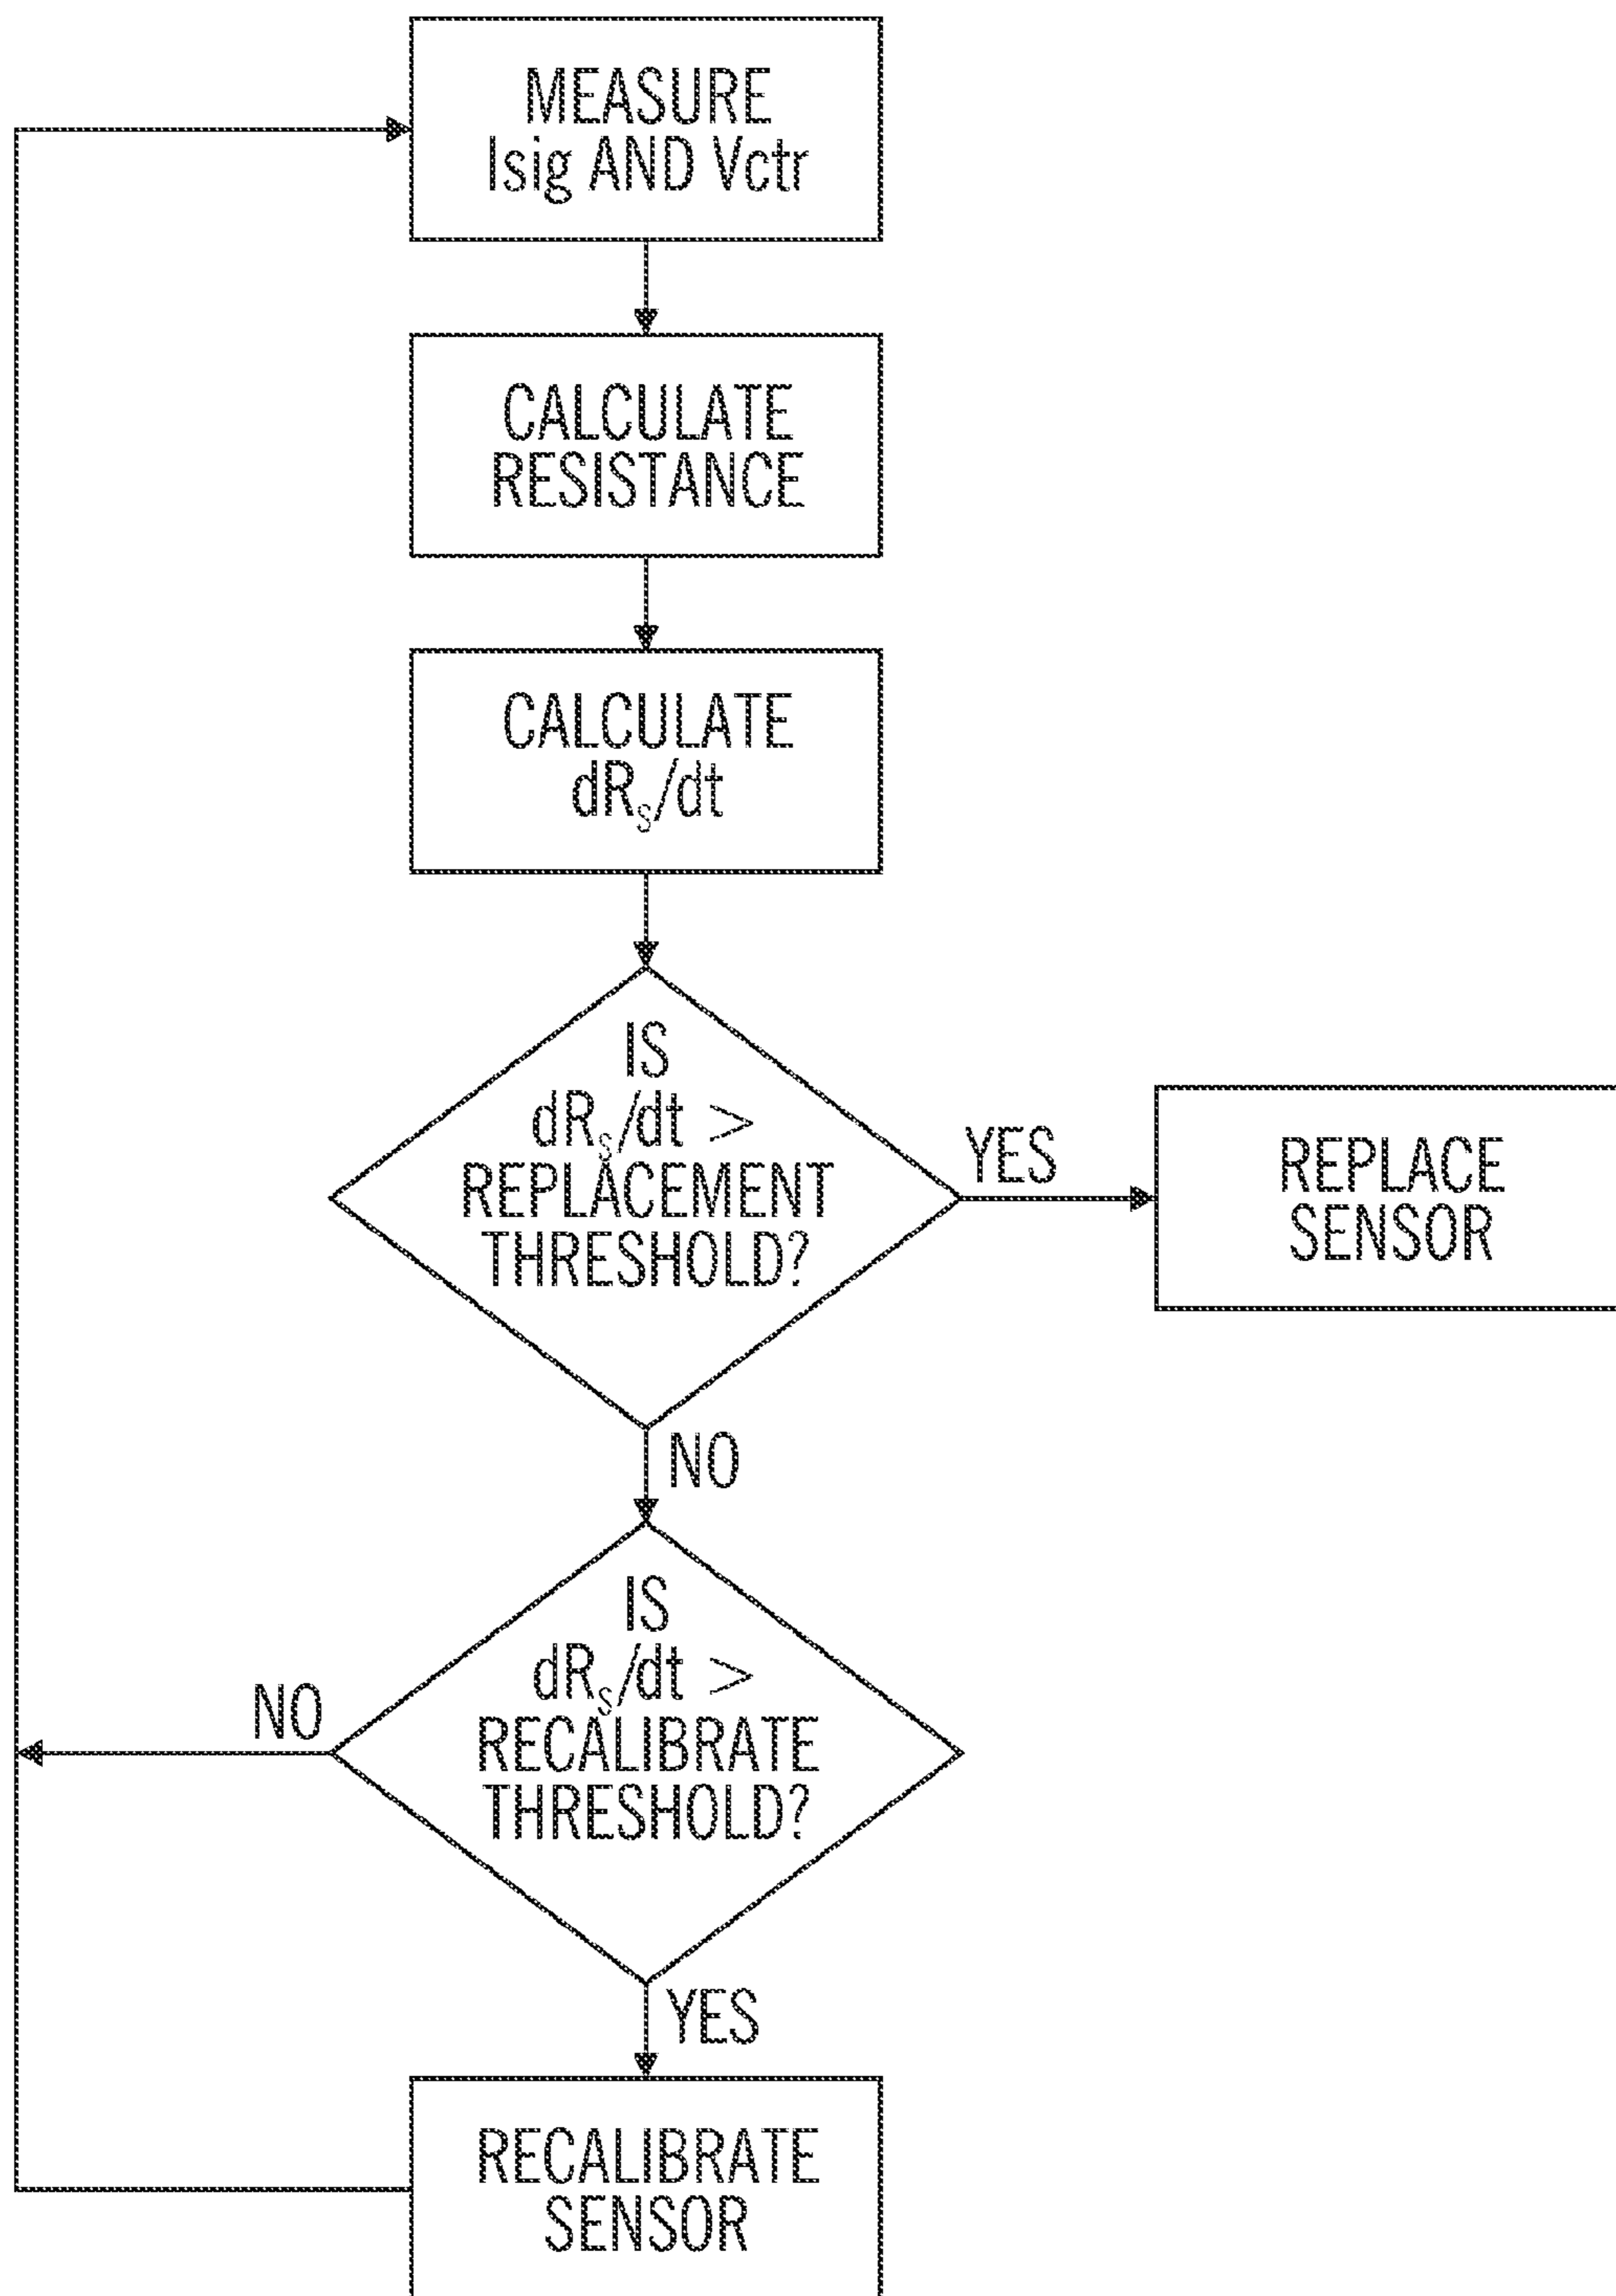 MEASURE
Isig AND Vctr
CALCULATE
RESISTANCE
CALCULATE
dRₛ/dt
IS
dRₛ/dt >
REPLACEMENT
THRESHOLD?
YES
REPLACE
SENSOR
NO
IS
dRₛ/dt >
RECALIBRATE
THRESHOLD?
NO
YES
RECALIBRATE
SENSOR